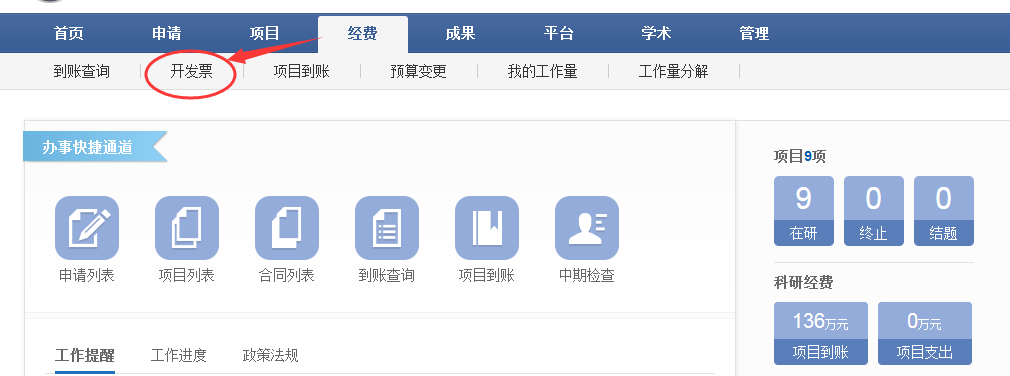 首页 申请 项目 经费 成果 平台 学术 管理
到账查询 开发票 项目到账 预算变更 我的工作量 工作量分解
办事快捷通道
申请列表 项目列表 合同列表 到账查询 项目到账 中期检查
工作提醒 工作进度 政策法规
项目9项
9 0 0
在研 终止 结题
科研经费
136万元 0万元
项目到账 项目支出